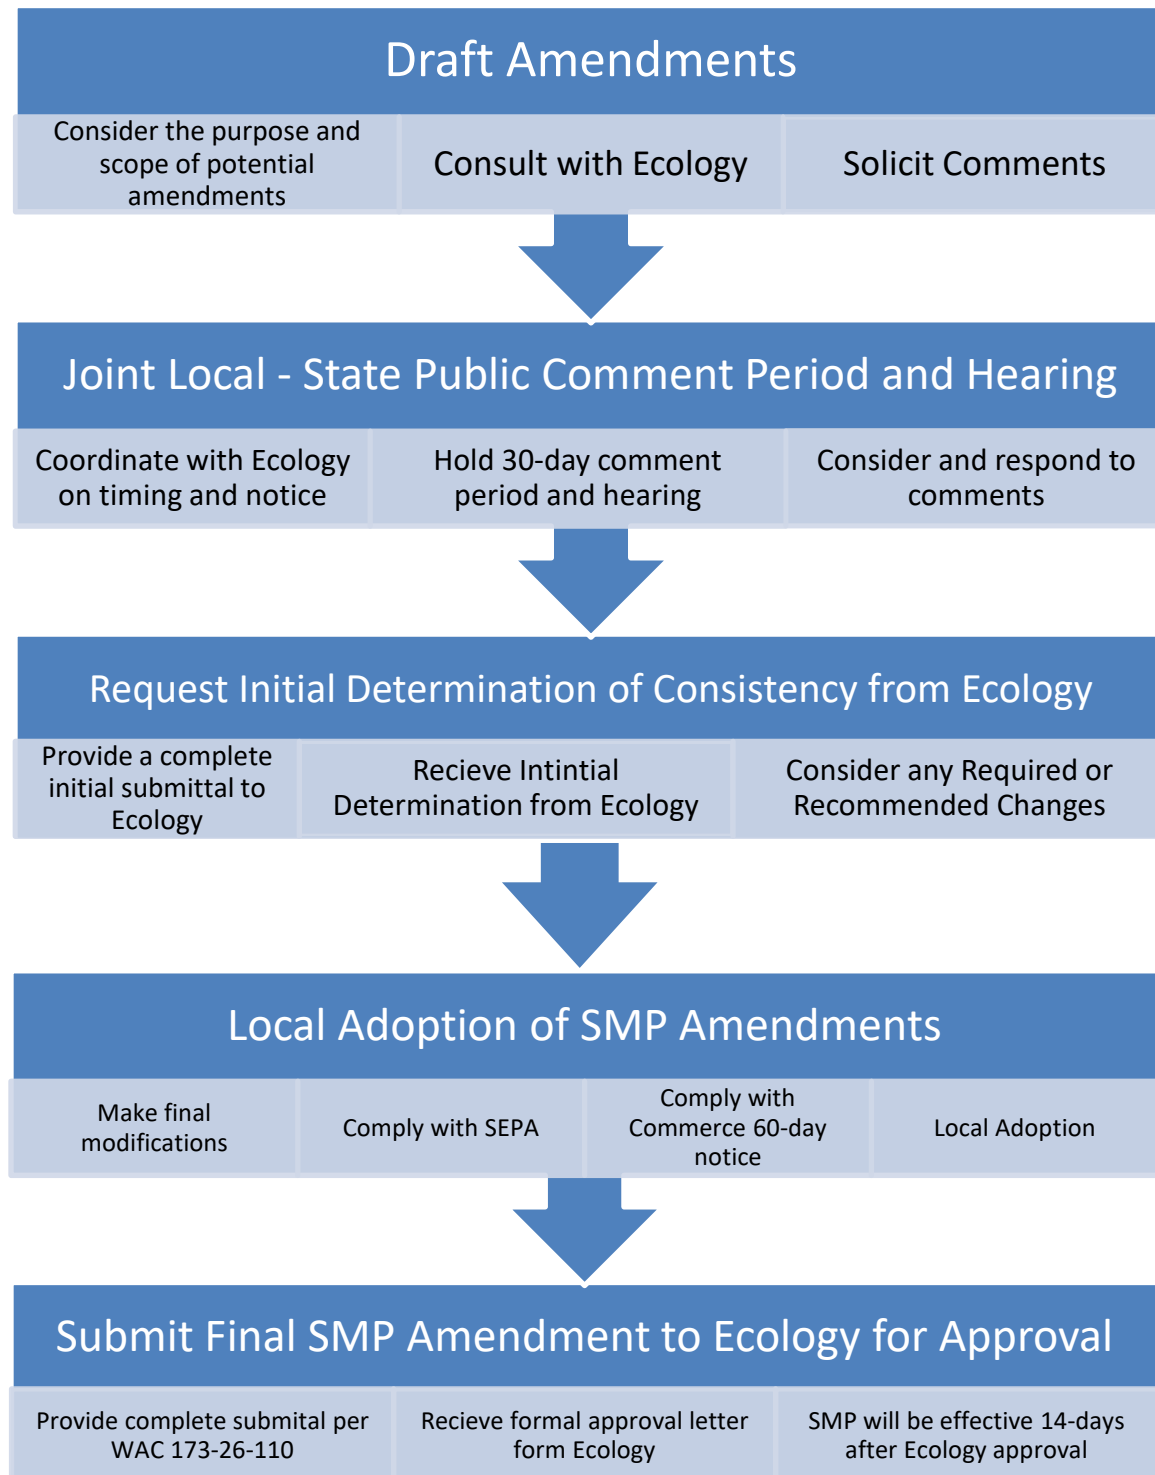 Draft Amendments
Consider the purpose and
scope of potential
amendments
Consult with Ecology
Solicit Comments
Joint Local - State Public Comment Period and Hearing
Coordinate with Ecology
on timing and notice
Hold 30-day comment
period and hearing
Consider and respond to
comments
Request Initial Determination of Consistency from Ecology
Provide a complete
initial submittal to
Ecology
Recieve Intintial
Determination from Ecology
Consider any Required or
Recommended Changes
Local Adoption of SMP Amendments
Make final
modifications
Comply with SEPA
Comply with
Commerce 60-day
notice
Local Adoption
Submit Final SMP Amendment to Ecology for Approval
Provide complete submital per
WAC 173-26-110
Recieve formal approval letter
form Ecology
SMP will be effective 14-days
after Ecology approval